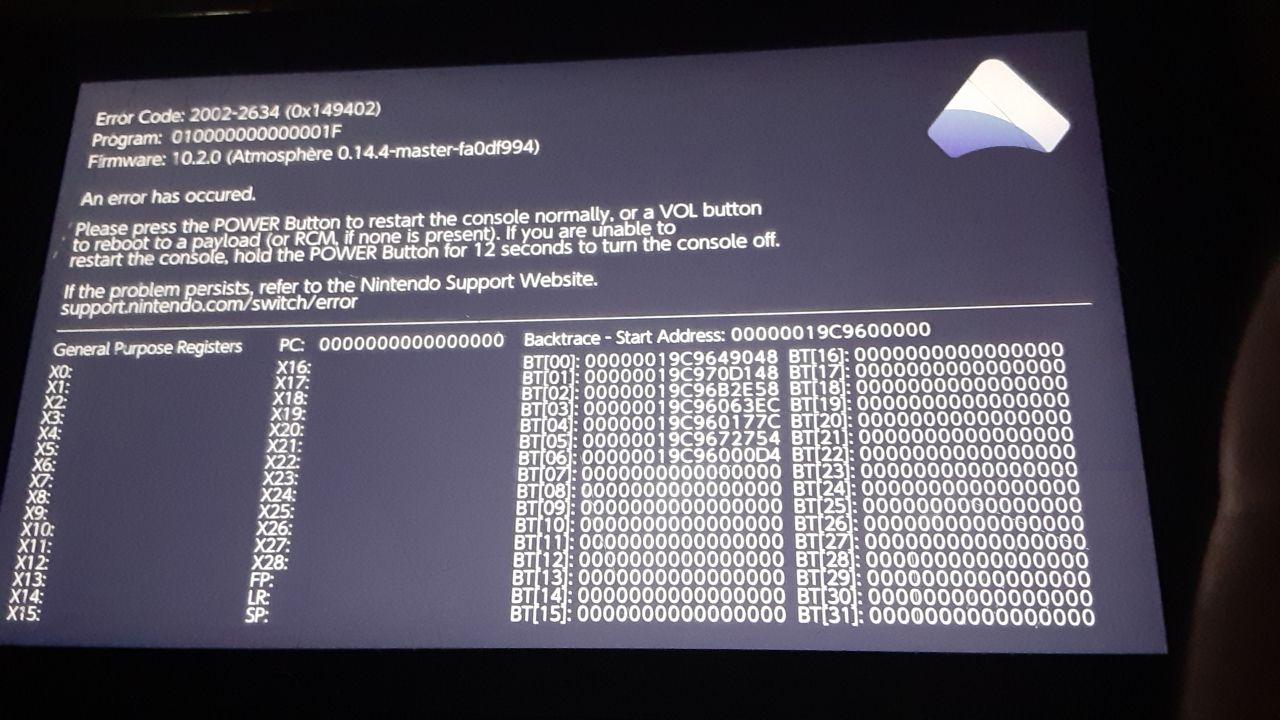 Error Code: 2002-2634 (0x149402)
Program: 010000000000001F
Firmware: 10.2.0 (Atmosphère 0.14.4-master-fa0df994)
An error has occured.
Please press the POWER Button to restart the console normally, or a VOL button
to reboot to a payload (or RCM, if none is present). If you are unable to
restart the console, hold the POWER Button for 12 seconds to turn the console off.
If the problem persists, refer to the Nintendo Support Website.
support.nintendo.com/switch/error
General Purpose Registers PC: 0000000000000000 Backtrace - Start Address: 00000019C9600000
X0: X16: BT[00]: 00000019C9649048 BT[16]: 0000000000000000
X1: X17: BT[01]: 00000019C970D148 BT[17]: 0000000000000000
X2: X18: BT[02]: 00000019C96B2E58 BT[18]: 0000000000000000
X3: X19: BT[03]: 00000019C96063EC BT[19]: 0000000000000000
X4: X20: BT[04]: 00000019C960177C BT[20]: 0000000000000000
X5: X21: BT[05]: 00000019C9672754 BT[21]: 0000000000000000
X6: X22: BT[06]: 00000019C96000D4 BT[22]: 0000000000000000
X7: X23: BT[07]: 0000000000000000 BT[23]: 0000000000000000
X8: X24: BT[08]: 0000000000000000 BT[24]: 0000000000000000
X9: X25: BT[09]: 0000000000000000 BT[25]: 0000000000000000
X10: X26: BT[10]: 0000000000000000 BT[26]: 0000000000000000
X11: X27: BT[11]: 0000000000000000 BT[27]: 0000000000000000
X12: X28: BT[12]: 0000000000000000 BT[28]: 0000000000000000
X13: FP: BT[13]: 0000000000000000 BT[29]: 0000000000000000
X14: LR: BT[14]: 0000000000000000 BT[30]: 0000000000000000
X15: SP: BT[15]: 0000000000000000 BT[31]: 0000000000000000